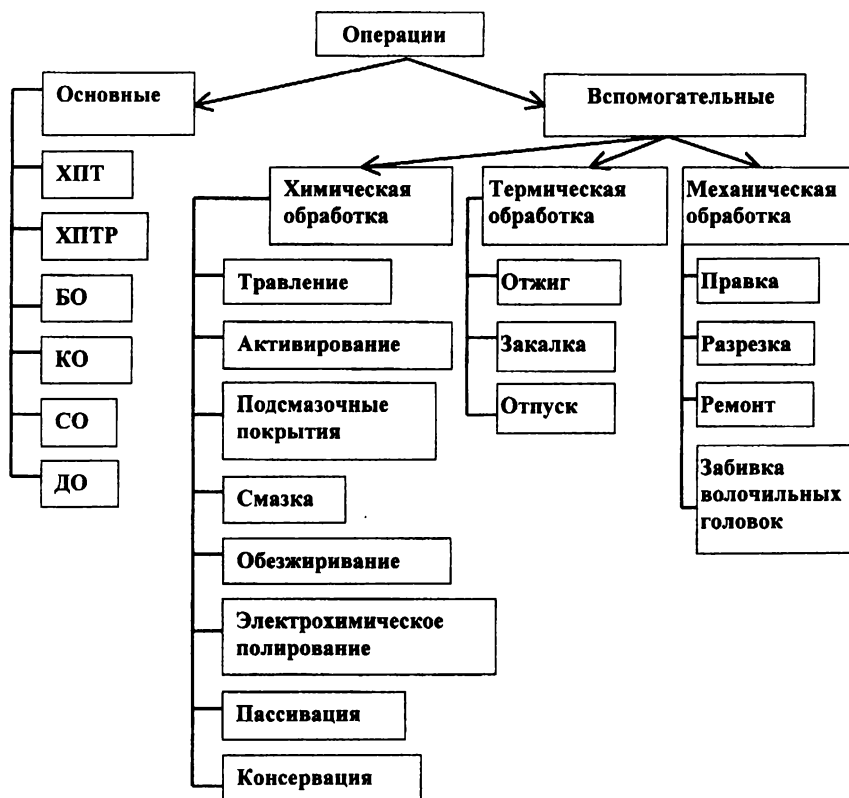 Операции
Основные
Вспомогательные
ХПТ
ХПТР
БО
КО
СО
ДО
Химическая
обработка
Травление
Активирование
Подсмазочные
покрытия
Смазка
Обезжиривание
Электрохимическое
полирование
Пассивация
Консервация
Термическая
обработка
Отжиг
Закалка
Отпуск
Механическая
обработка
Правка
Разрезка
Ремонт
Забивка
волочильных
головок